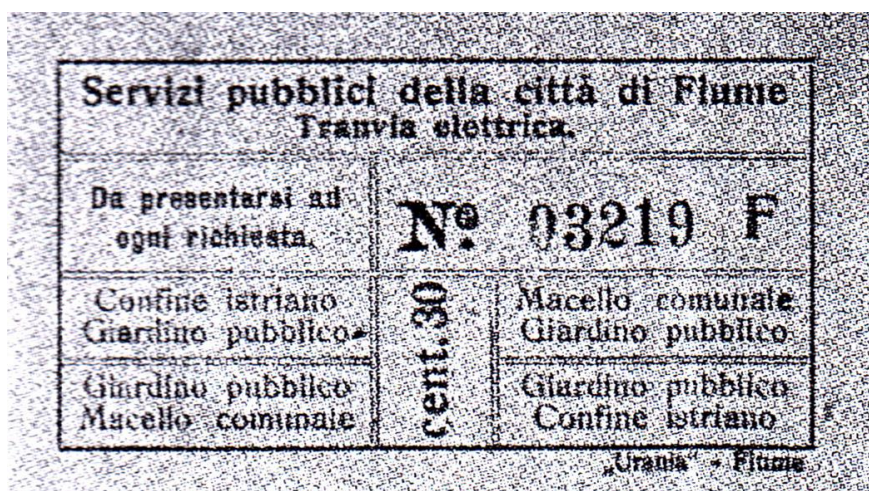 Servizi pubblici della città di Fiume
Tranvia elettrica.
Da presentarsi ad
ogni richiesta.
Nº. 03219 F
Confine istriano
Giardino pubblico
cent. 30
Macello comunale
Giardino pubblico
Giardino pubblico
Macello comunale
Giardino pubblico
Confine istriano
„Urania“ - Fiume